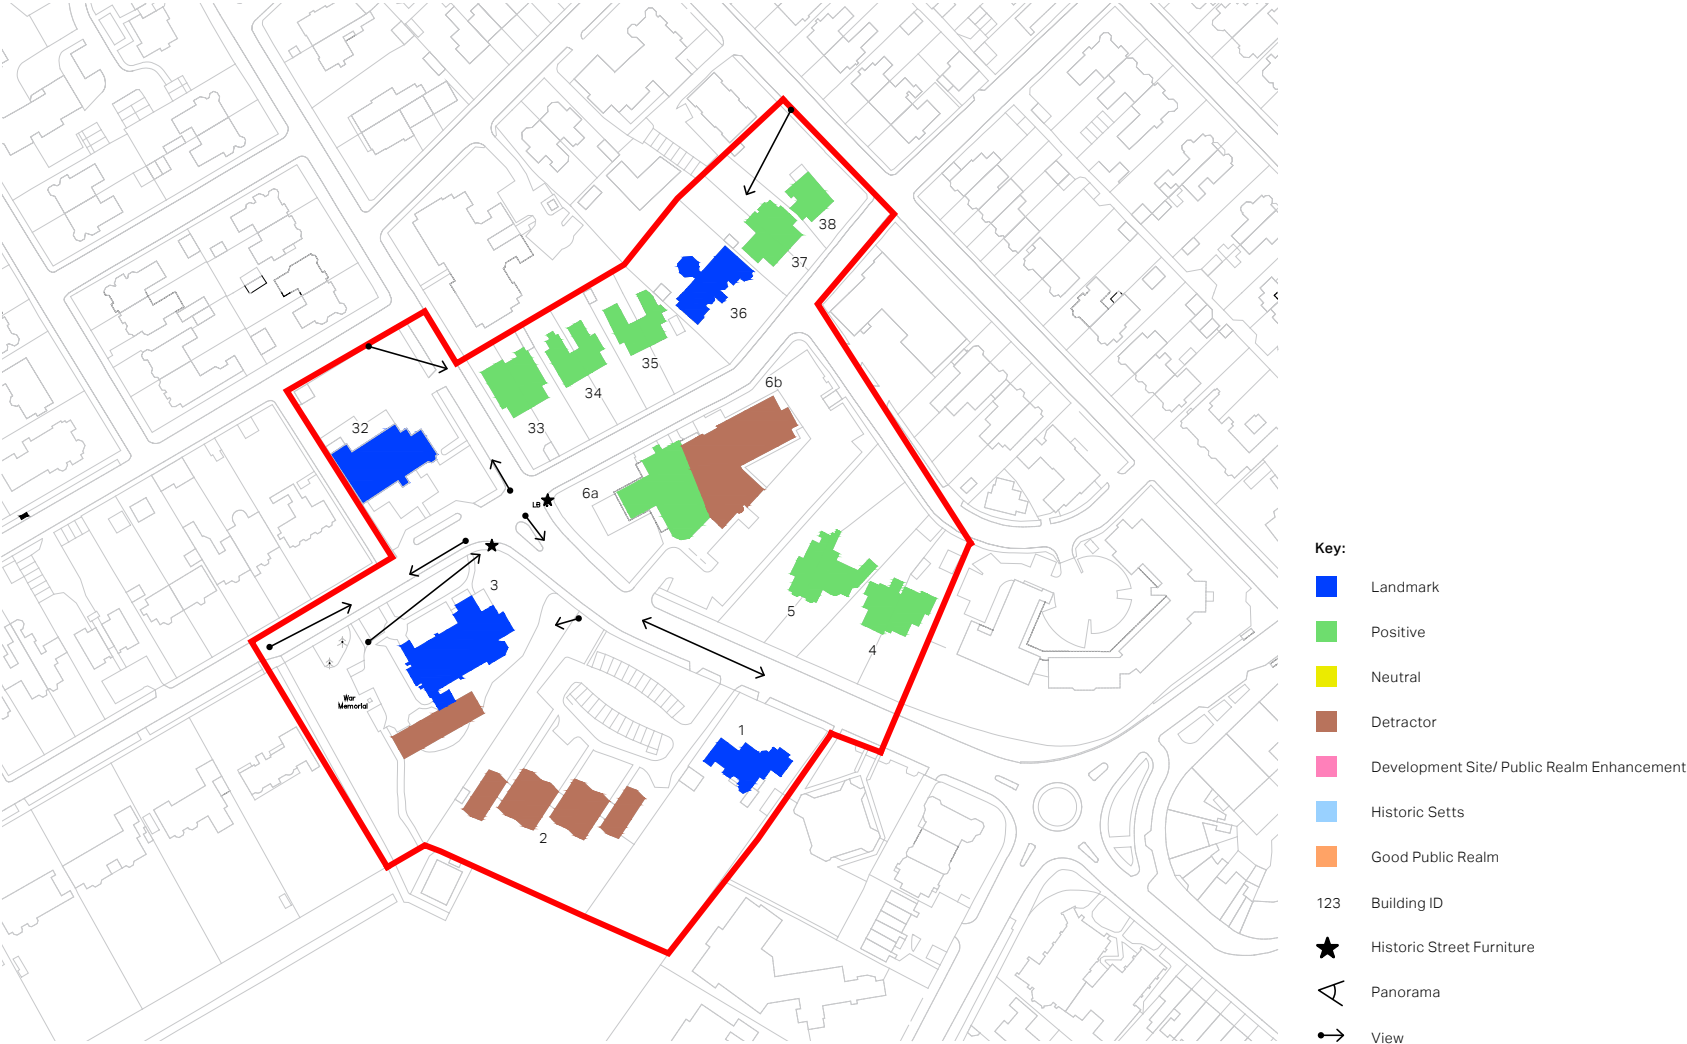 38
37
36
35
34
33
32
6b
6a
LB
3
5
4
War
Memorial
1
2
Key:
Landmark
Positive
Neutral
Detractor
Development Site/ Public Realm Enhancement
Historic Setts
Good Public Realm
123 Building ID
Historic Street Furniture
Panorama
View